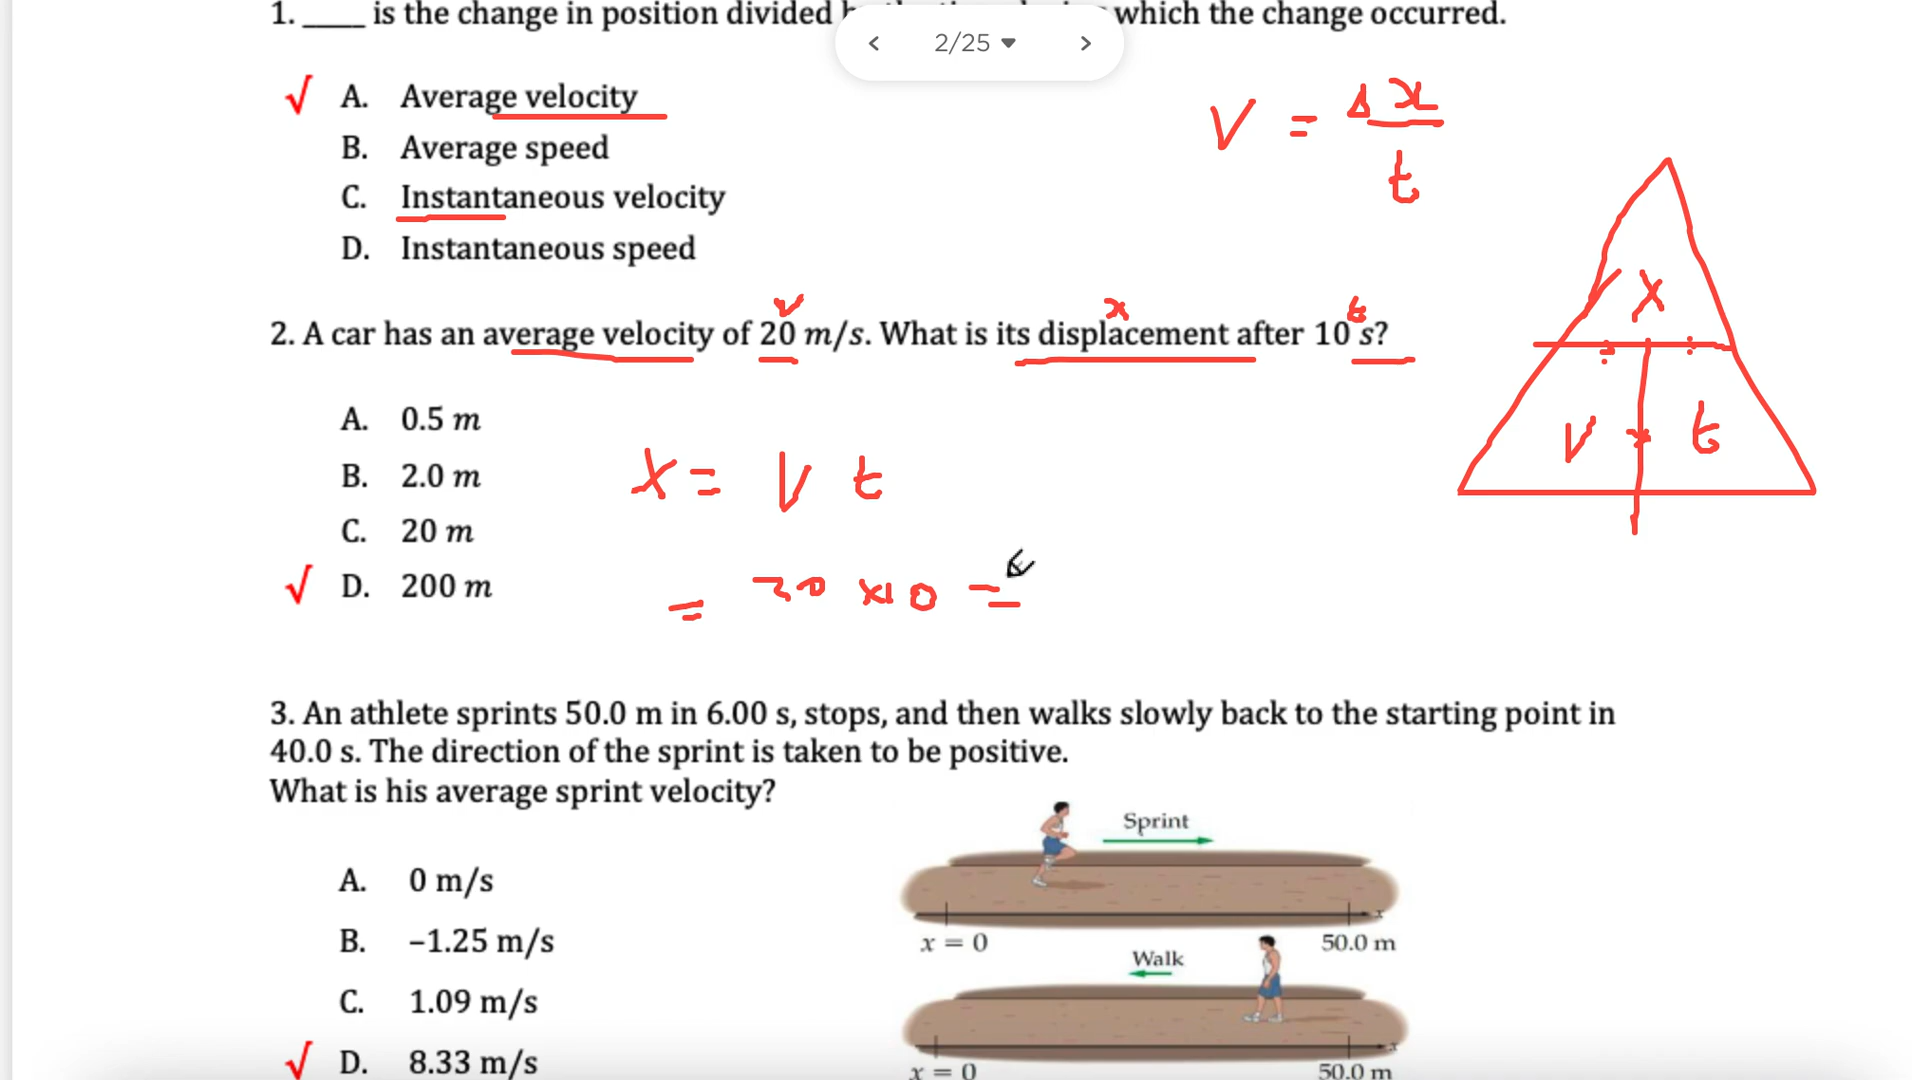 1. ____ is the change in position divided which the change occurred.
2/25
√ A. Average velocity
B. Average speed
C. Instantaneous velocity
D. Instantaneous speed
V = Δx / t
x
V t
v x t
2. A car has an average velocity of 20 m/s. What is its displacement after 10 s?
A. 0.5 m
B. 2.0 m
C. 20 m
√ D. 200 m
x = V t
= 20 ×10 =
3. An athlete sprints 50.0 m in 6.00 s, stops, and then walks slowly back to the starting point in
40.0 s. The direction of the sprint is taken to be positive.
What is his average sprint velocity?
A. 0 m/s
B. –1.25 m/s
C. 1.09 m/s
√ D. 8.33 m/s
Sprint
x
x = 0 50.0 m
Walk
x
x = 0 50.0 m